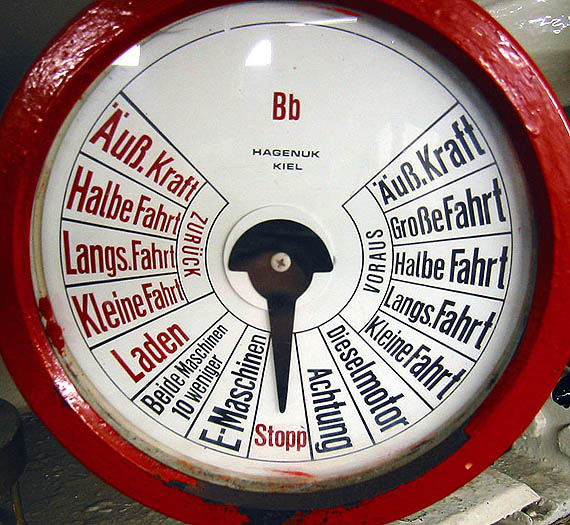 Bb
HAGENUK
KIEL
Äuß. Kraft
Halbe Fahrt
Langs. Fahrt
Kleine Fahrt
ZURÜCK
Laden
Beide Maschinen
10 weniger
E-Maschinen
Stopp
Achtung
Dieselmotor
Kleine Fahrt
Langs. Fahrt
Halbe Fahrt
Große Fahrt
Äuß. Kraft
VORAUS